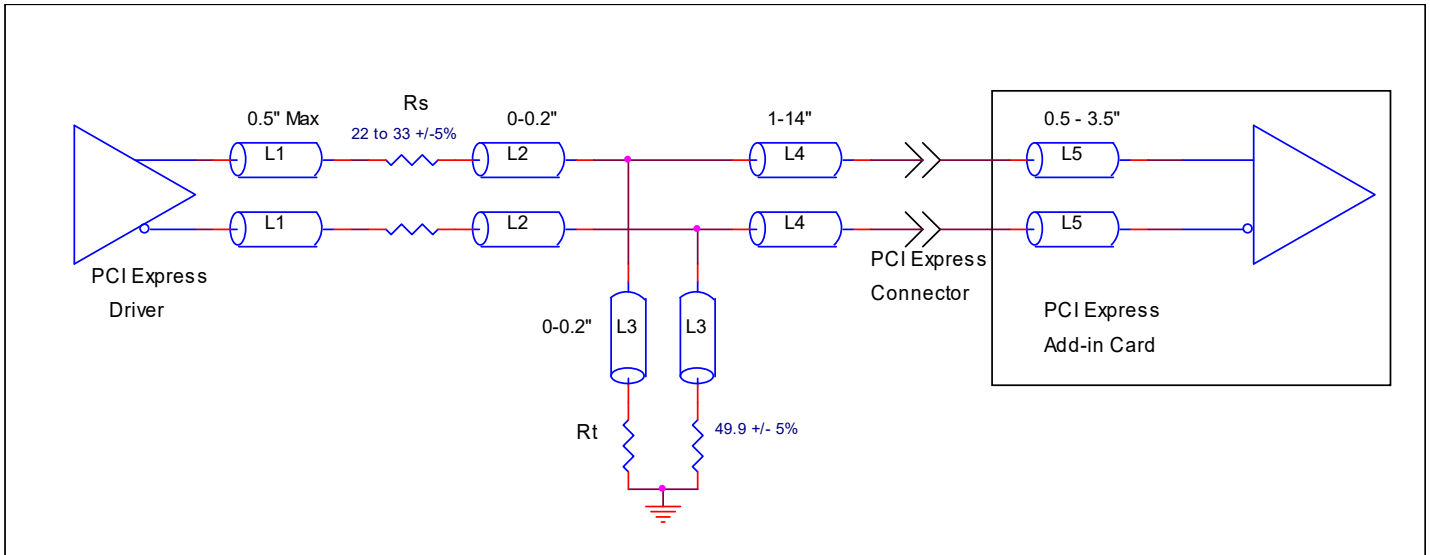 Rs
0.5" Max
0-0.2"
1-14"
0.5 - 3.5"
22 to 33 +/-5%
L1
L2
L4
L5
L1
L2
L4
L5
PCI Express
Driver
PCI Express
Connector
PCI Express
Add-in Card
0-0.2"
L3
L3
Rt
49.9 +/- 5%